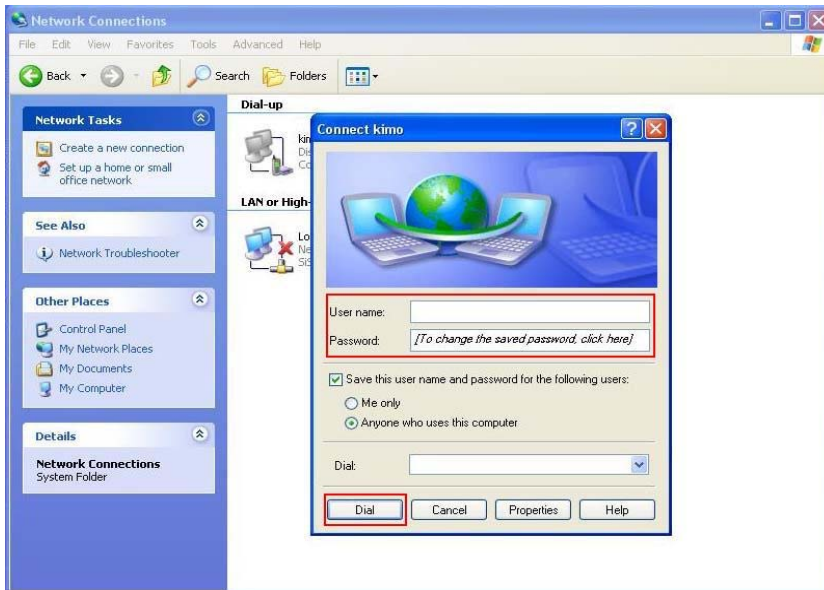 Network Connections
File Edit View Favorites Tools Advanced Help
Back Search Folders
Network Tasks
Create a new connection
Set up a home or small
office network
See Also
Network Troubleshooter
Other Places
Control Panel
My Network Places
My Documents
My Computer
Details
Network Connections
System Folder
Dial-up
LAN or High-
Connect kimo
User name:
Password: [To change the saved password, click here]
Save this user name and password for the following users:
Me only
Anyone who uses this computer
Dial:
Dial Cancel Properties Help